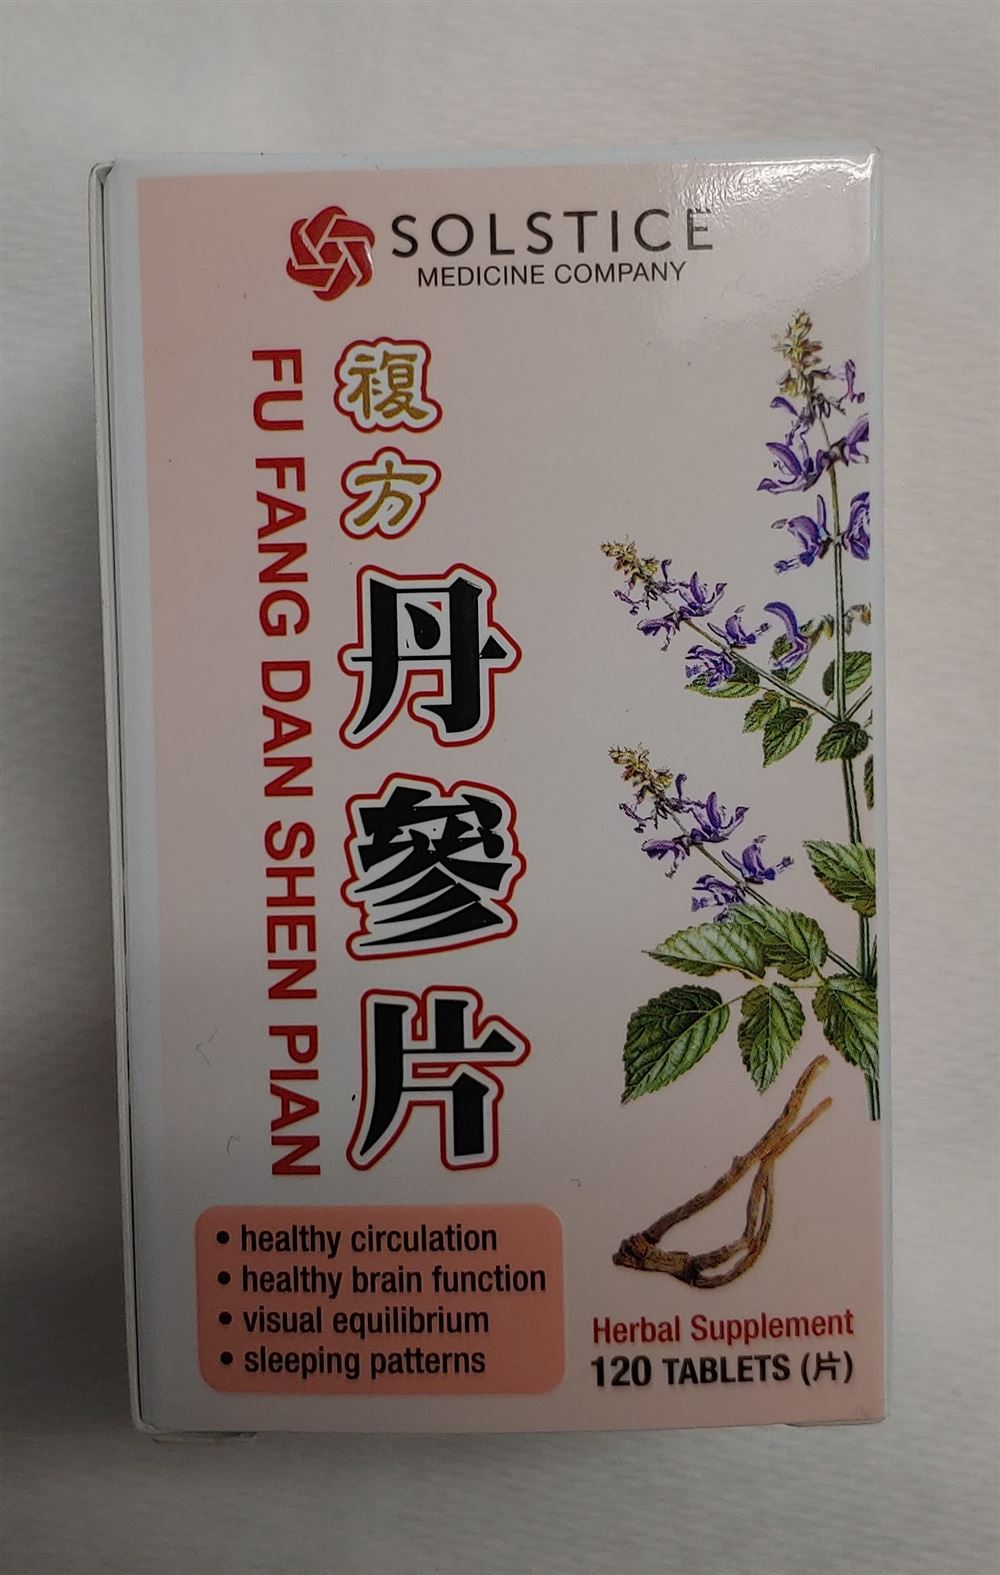 SOLSTICE
MEDICINE COMPANY
複方丹參片
FU FANG DAN SHEN PIAN
• healthy circulation
• healthy brain function
• visual equilibrium
• sleeping patterns
Herbal Supplement
120 TABLETS (片)